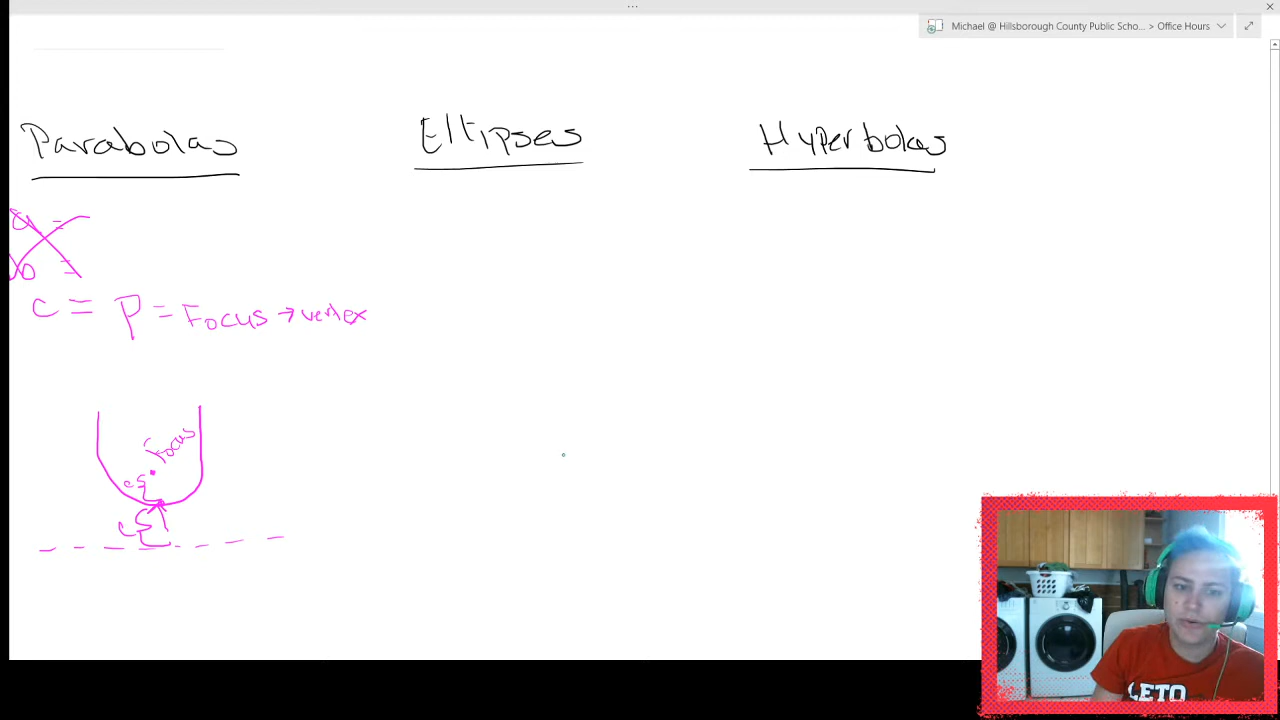 ...
Michael @ Hillsborough County Public Scho... > Office Hours
Parabolas
Ellipses
Hyperbolas
a =
b =
c = P = Focus → vertex
Focus
c
c
LETO